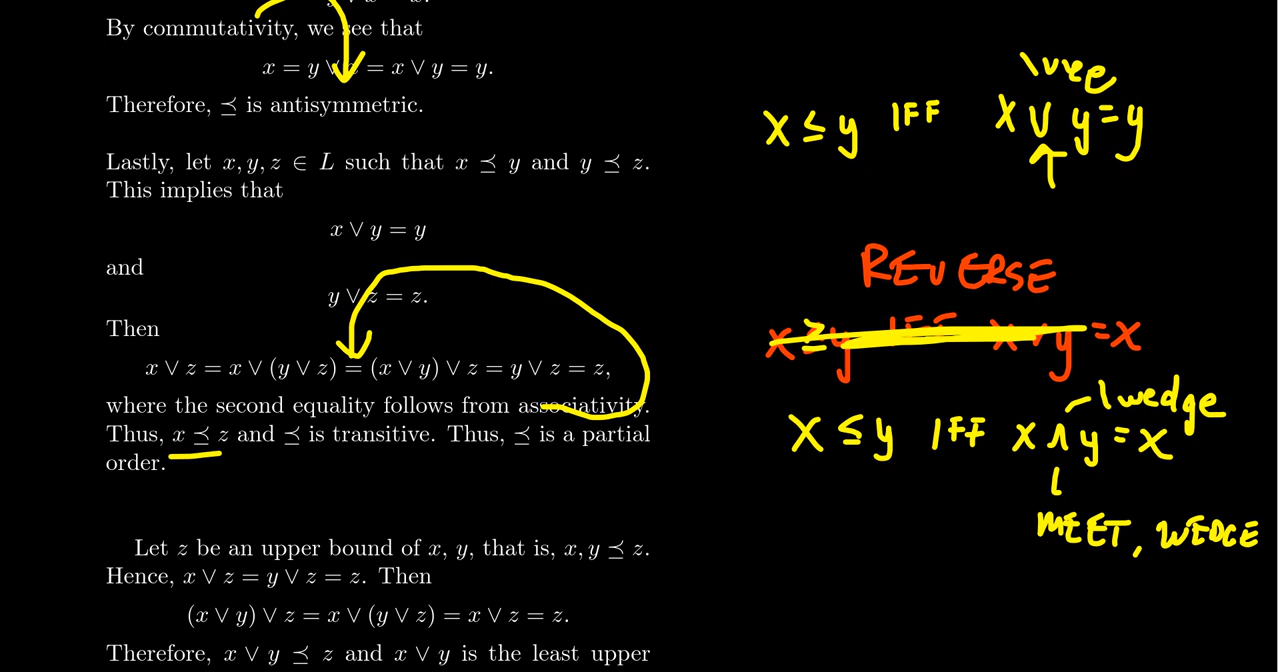 By commutativity, we see that
x = y ∨ x = x ∨ y = y.
Therefore, ⪯ is antisymmetric.
Lastly, let x, y, z ∈ L such that x ⪯ y and y ⪯ z.
This implies that
x ∨ y = y
and
y ∨ z = z.
Then
x ∨ z = x ∨ (y ∨ z) = (x ∨ y) ∨ z = y ∨ z = z,
where the second equality follows from associativity.
Thus, x ⪯ z and ⪯ is transitive. Thus, ⪯ is a partial
order.
Let z be an upper bound of x, y, that is, x, y ⪯ z.
Hence, x ∨ z = y ∨ z = z. Then
(x ∨ y) ∨ z = x ∨ (y ∨ z) = x ∨ z = z.
Therefore, x ∨ y ⪯ z and x ∨ y is the least upper
\vee
X ≤ y IFF X ∨ y = y
REVERSE
= X
\wedge
X ≤ y IFF X ∧ y = X
MEET, WEDGE